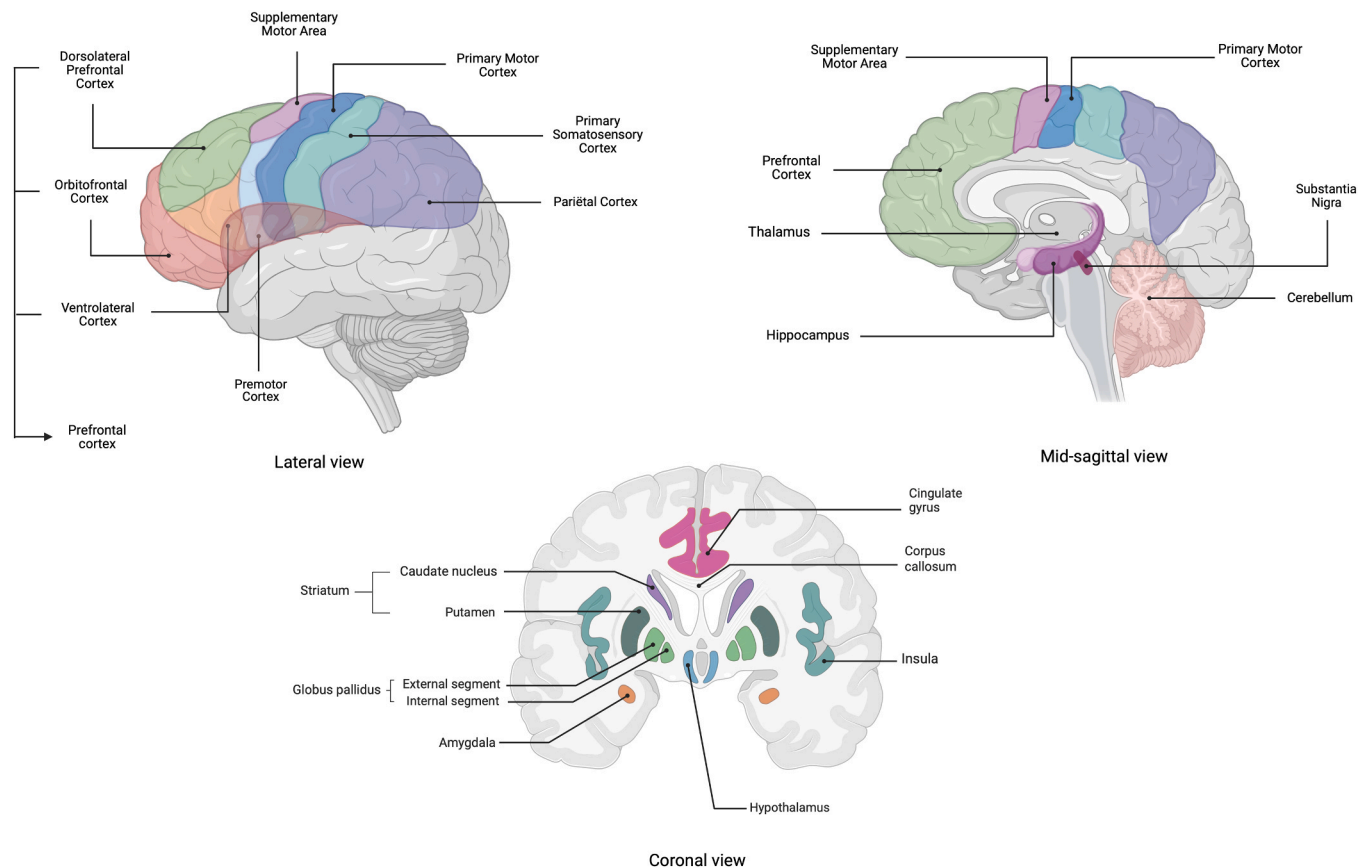 Supplementary
Motor Area
Dorsolateral
Prefrontal
Cortex
Primary Motor
Cortex
Primary
Somatosensory
Cortex
Orbitofrontal
Cortex
Pariëtal Cortex
Ventrolateral
Cortex
Premotor
Cortex
Prefrontal
cortex
Lateral view
Supplementary
Motor Area
Primary Motor
Cortex
Prefrontal
Cortex
Substantia
Nigra
Thalamus
Cerebellum
Hippocampus
Mid-sagittal view
Cingulate
gyrus
Corpus
callosum
Caudate nucleus
Striatum
Putamen
Insula
External segment
Globus pallidus
Internal segment
Amygdala
Hypothalamus
Coronal view